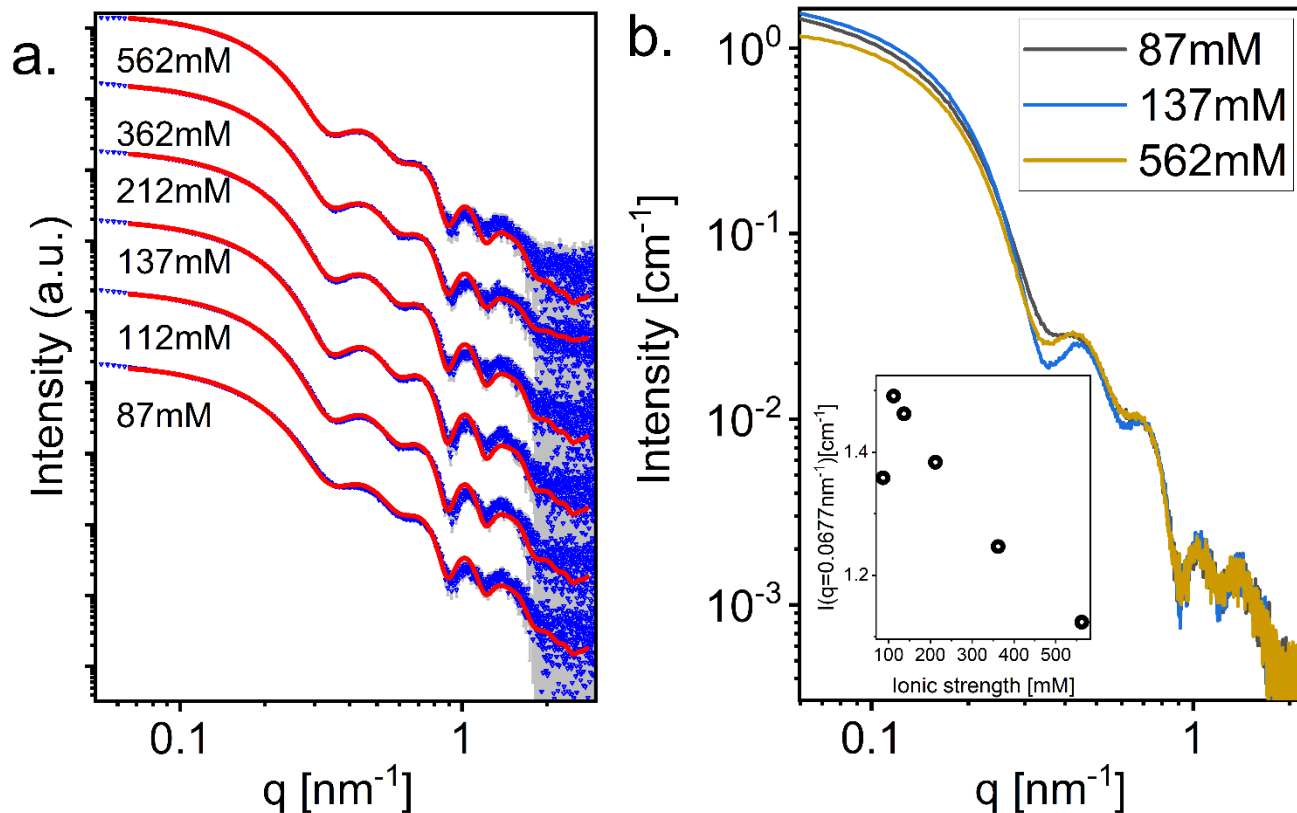 a.
562mM
362mM
212mM
137mM
112mM
87mM
Intensity (a.u.)
0.1
1
q [nm⁻¹]
b.
10⁰
10⁻¹
10⁻²
10⁻³
Intensity [cm⁻¹]
87mM
137mM
562mM
1.4
1.2
I(q=0.0677nm⁻¹)[cm⁻¹]
100 200 300 400 500
Ionic strength [mM]
0.1
1
q [nm⁻¹]